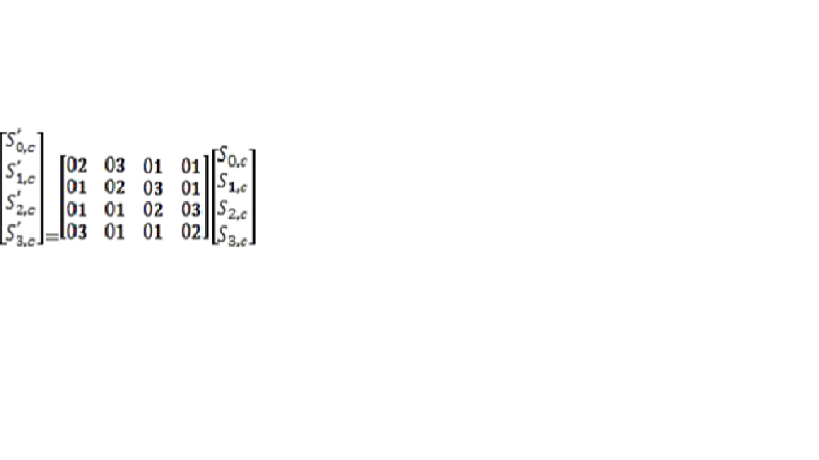 [S′0,c S′1,c S′2,c S′3,c] = [02 03 01 01
01 02 03 01
01 01 02 03
03 01 01 02] [S0,c S1,c S2,c S3,c]